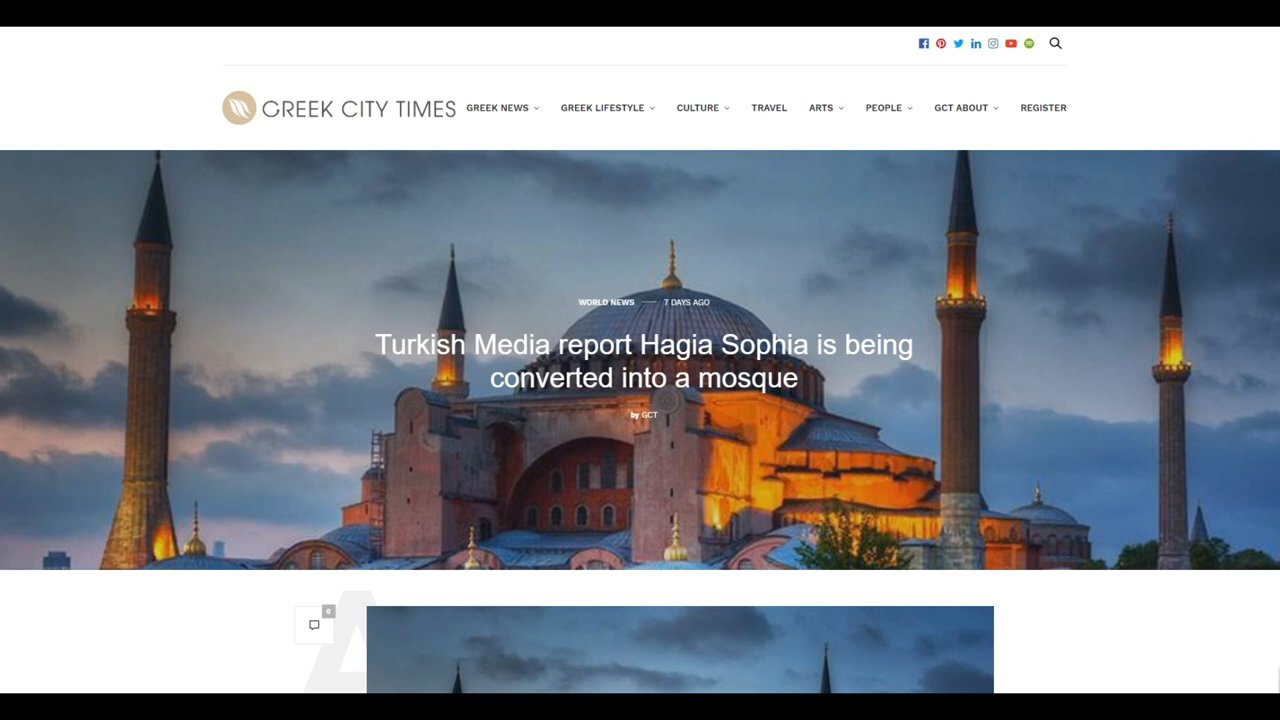 GREEK CITY TIMES
GREEK NEWS GREEK LIFESTYLE CULTURE TRAVEL ARTS PEOPLE GCT ABOUT REGISTER
WORLD NEWS — 7 DAYS AGO
Turkish Media report Hagia Sophia is being
converted into a mosque
by GCT
0
A